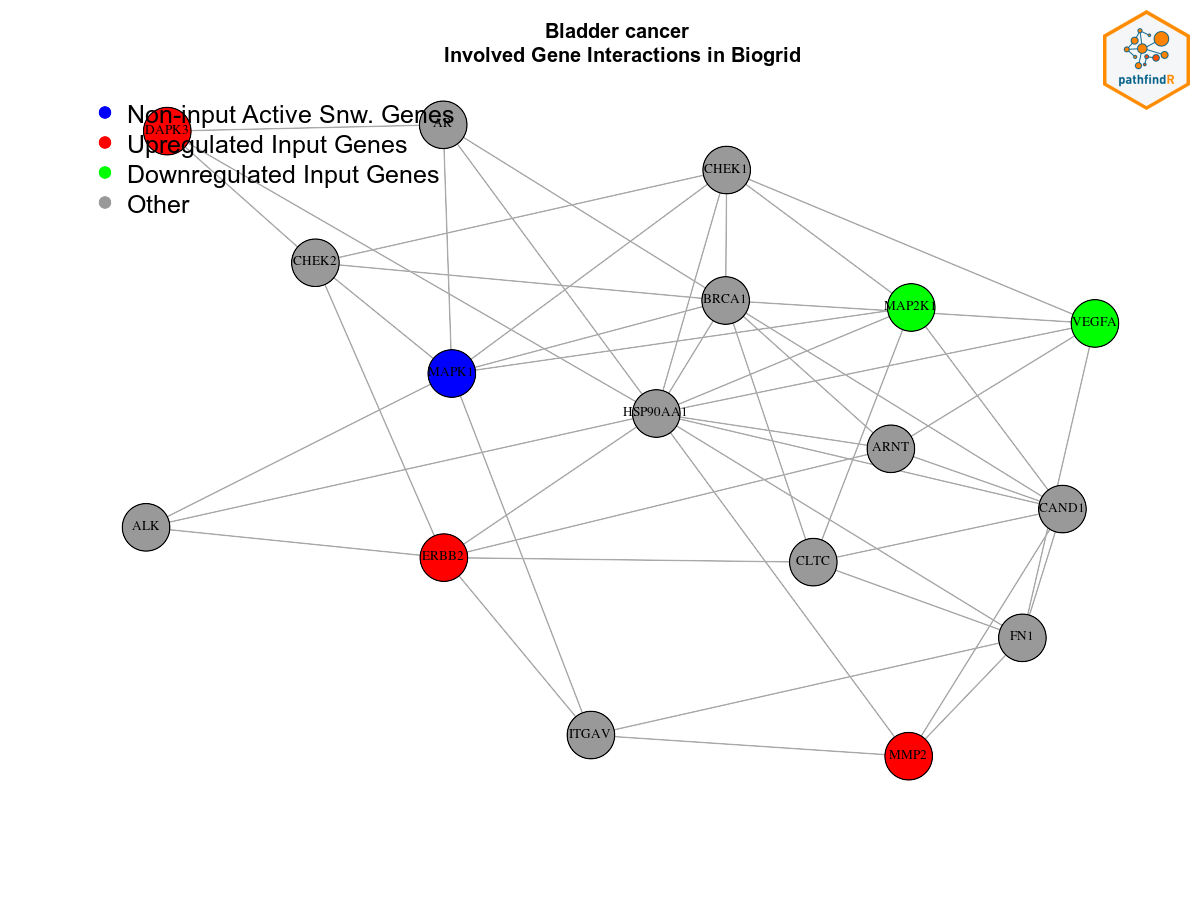 Bladder cancer
Involved Gene Interactions in Biogrid
pathfindR
Non-input Active Snw. Genes
Upregulated Input Genes
Downregulated Input Genes
Other
DAPK3
AR
CHEK1
CHEK2
BRCA1
MAP2K1
VEGFA
MAPK1
HSP90AA1
ARNT
CAND1
ALK
ERBB2
CLTC
FN1
ITGAV
MMP2